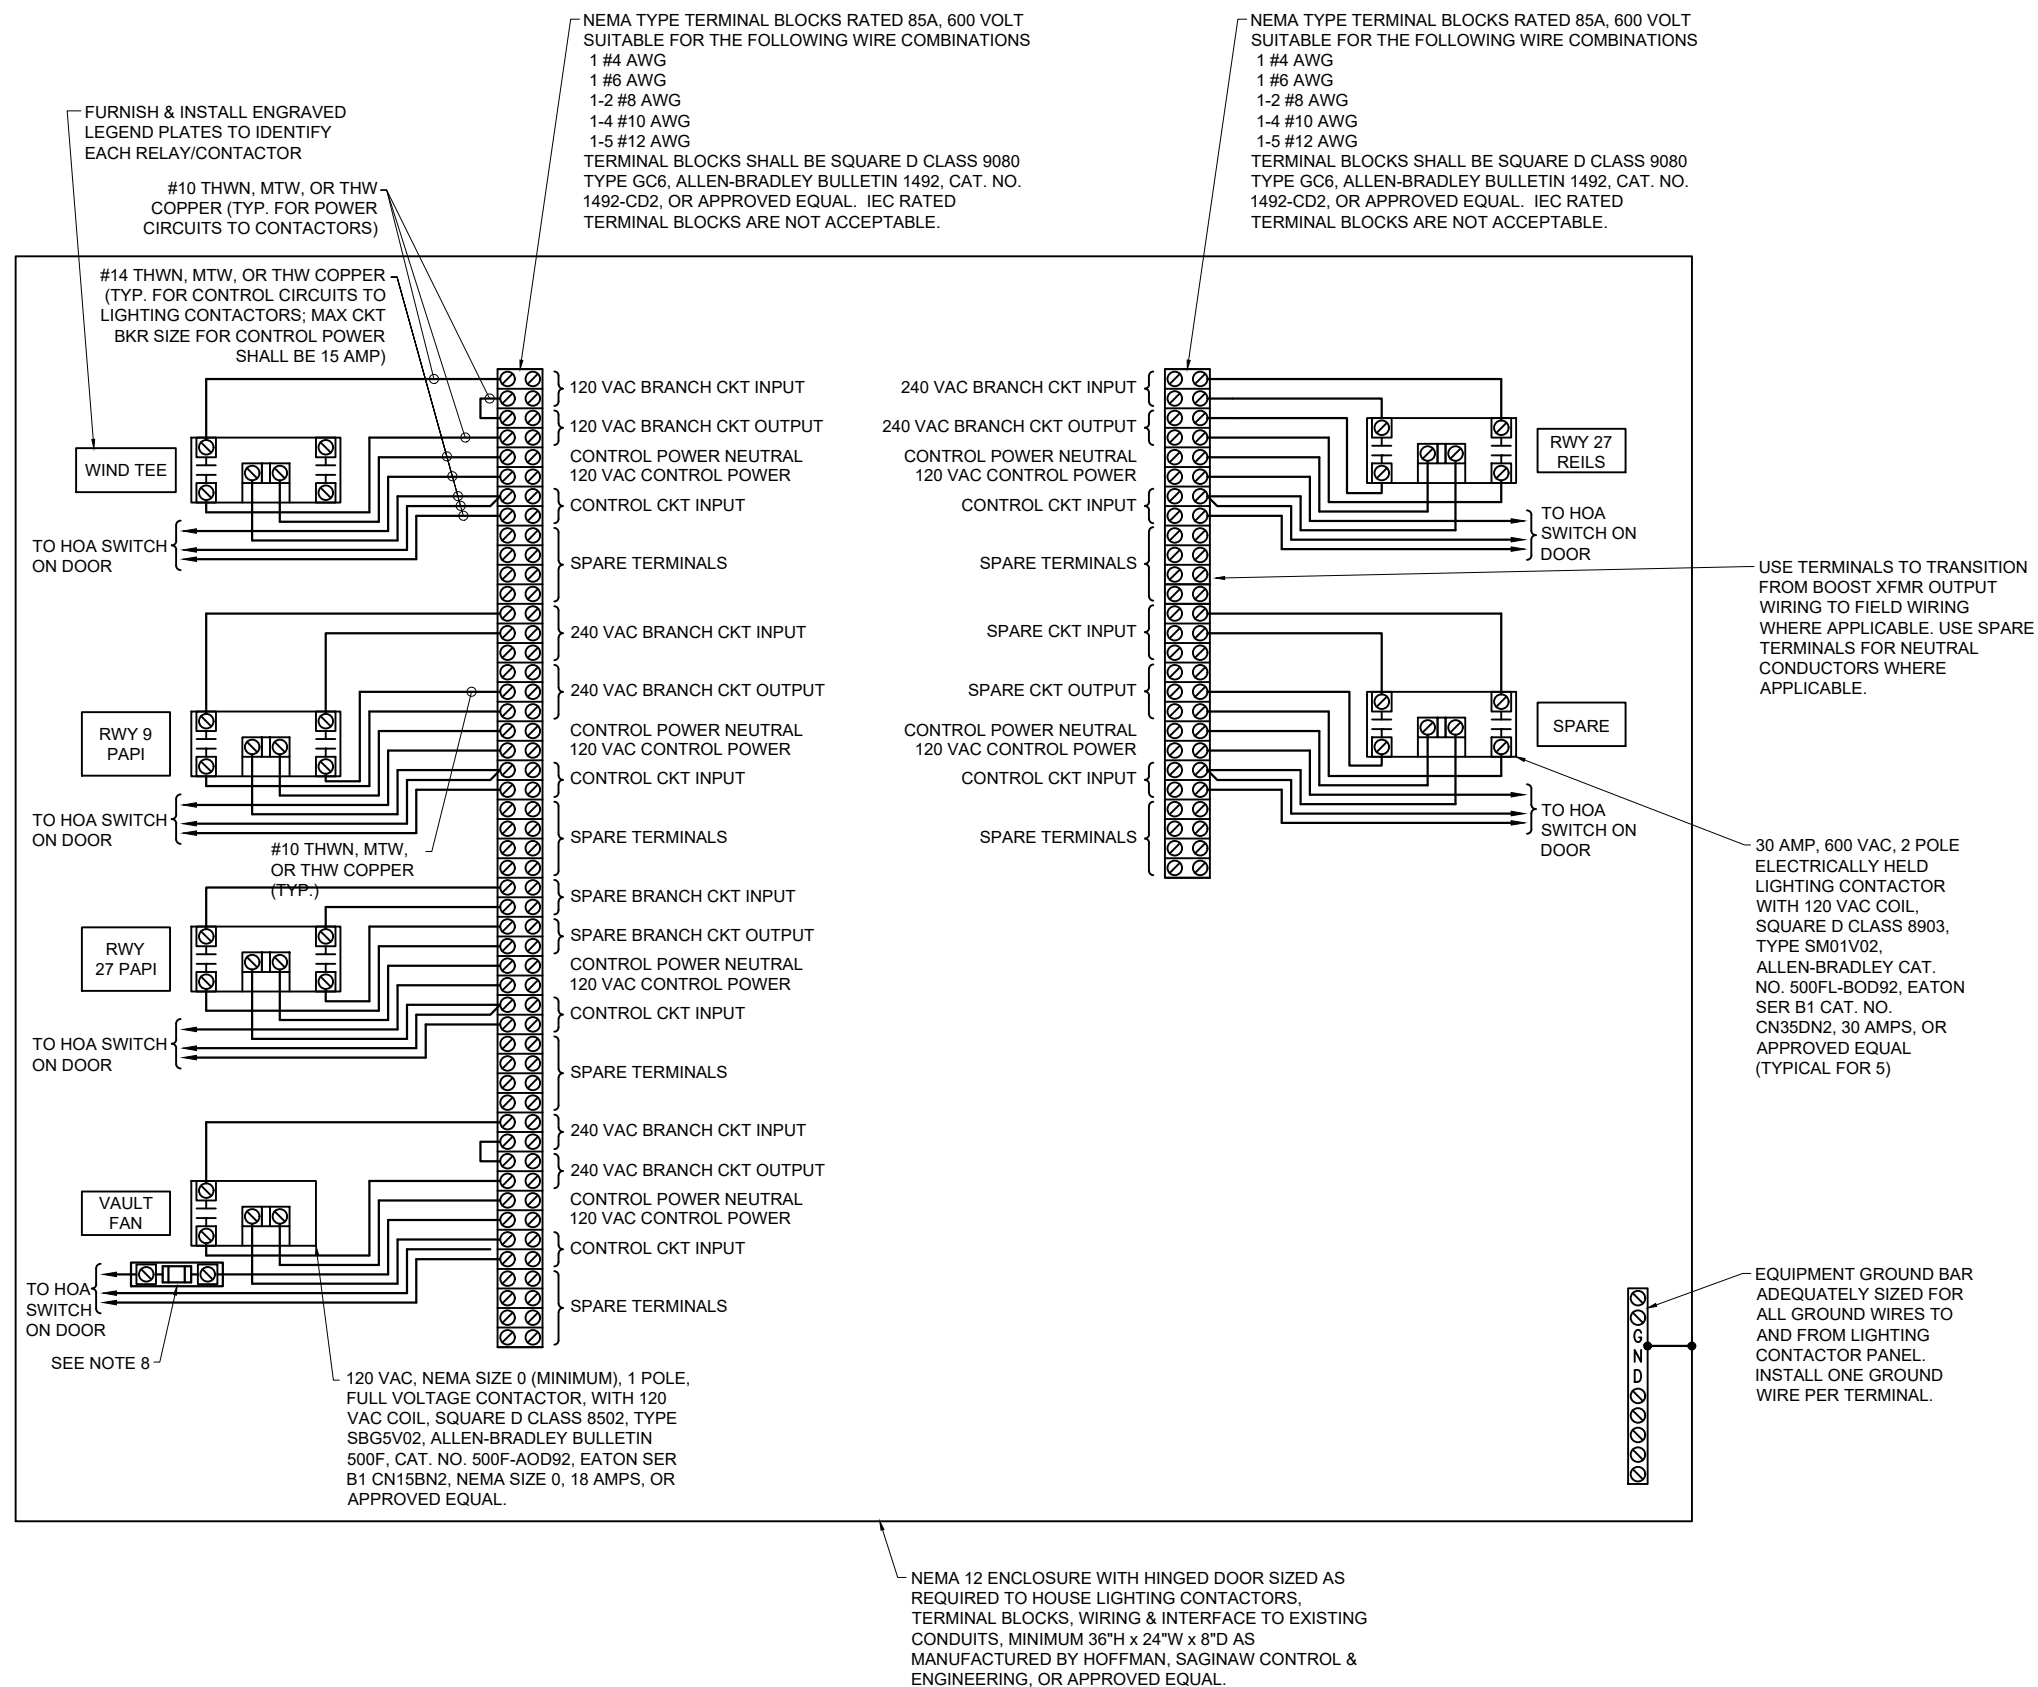 NEMA TYPE TERMINAL BLOCKS RATED 85A, 600 VOLT
SUITABLE FOR THE FOLLOWING WIRE COMBINATIONS
1 #4 AWG
1 #6 AWG
1-2 #8 AWG
1-4 #10 AWG
1-5 #12 AWG
TERMINAL BLOCKS SHALL BE SQUARE D CLASS 9080
TYPE GC6, ALLEN-BRADLEY BULLETIN 1492, CAT. NO.
1492-CD2, OR APPROVED EQUAL. IEC RATED
TERMINAL BLOCKS ARE NOT ACCEPTABLE.
NEMA TYPE TERMINAL BLOCKS RATED 85A, 600 VOLT
SUITABLE FOR THE FOLLOWING WIRE COMBINATIONS
1 #4 AWG
1 #6 AWG
1-2 #8 AWG
1-4 #10 AWG
1-5 #12 AWG
TERMINAL BLOCKS SHALL BE SQUARE D CLASS 9080
TYPE GC6, ALLEN-BRADLEY BULLETIN 1492, CAT. NO.
1492-CD2, OR APPROVED EQUAL. IEC RATED
TERMINAL BLOCKS ARE NOT ACCEPTABLE.
FURNISH & INSTALL ENGRAVED
LEGEND PLATES TO IDENTIFY
EACH RELAY/CONTACTOR
#10 THWN, MTW, OR THW
COPPER (TYP. FOR POWER
CIRCUITS TO CONTACTORS)
#14 THWN, MTW, OR THW COPPER
(TYP. FOR CONTROL CIRCUITS TO
LIGHTING CONTACTORS; MAX CKT
BKR SIZE FOR CONTROL POWER
SHALL BE 15 AMP)
WIND TEE
TO HOA SWITCH
ON DOOR
120 VAC BRANCH CKT INPUT
120 VAC BRANCH CKT OUTPUT
CONTROL POWER NEUTRAL
120 VAC CONTROL POWER
CONTROL CKT INPUT
SPARE TERMINALS
RWY 9
PAPI
TO HOA SWITCH
ON DOOR
#10 THWN, MTW,
OR THW COPPER
(TYP.)
240 VAC BRANCH CKT INPUT
240 VAC BRANCH CKT OUTPUT
CONTROL POWER NEUTRAL
120 VAC CONTROL POWER
CONTROL CKT INPUT
SPARE TERMINALS
RWY
27 PAPI
TO HOA SWITCH
ON DOOR
SPARE BRANCH CKT INPUT
SPARE BRANCH CKT OUTPUT
CONTROL POWER NEUTRAL
120 VAC CONTROL POWER
CONTROL CKT INPUT
SPARE TERMINALS
VAULT
FAN
TO HOA
SWITCH
ON DOOR
SEE NOTE 8
240 VAC BRANCH CKT INPUT
240 VAC BRANCH CKT OUTPUT
CONTROL POWER NEUTRAL
120 VAC CONTROL POWER
CONTROL CKT INPUT
SPARE TERMINALS
120 VAC, NEMA SIZE 0 (MINIMUM), 1 POLE,
FULL VOLTAGE CONTACTOR, WITH 120
VAC COIL, SQUARE D CLASS 8502, TYPE
SBG5V02, ALLEN-BRADLEY BULLETIN
500F, CAT. NO. 500F-AOD92, EATON SER
B1 CN15BN2, NEMA SIZE 0, 18 AMPS, OR
APPROVED EQUAL.
240 VAC BRANCH CKT INPUT
240 VAC BRANCH CKT OUTPUT
CONTROL POWER NEUTRAL
120 VAC CONTROL POWER
CONTROL CKT INPUT
SPARE TERMINALS
RWY 27
REILS
TO HOA
SWITCH ON
DOOR
USE TERMINALS TO TRANSITION
FROM BOOST XFMR OUTPUT
WIRING TO FIELD WIRING
WHERE APPLICABLE. USE SPARE
TERMINALS FOR NEUTRAL
CONDUCTORS WHERE
APPLICABLE.
SPARE CKT INPUT
SPARE CKT OUTPUT
CONTROL POWER NEUTRAL
120 VAC CONTROL POWER
CONTROL CKT INPUT
SPARE TERMINALS
SPARE
TO HOA
SWITCH ON
DOOR
30 AMP, 600 VAC, 2 POLE
ELECTRICALLY HELD
LIGHTING CONTACTOR
WITH 120 VAC COIL,
SQUARE D CLASS 8903,
TYPE SM01V02,
ALLEN-BRADLEY CAT.
NO. 500FL-BOD92, EATON
SER B1 CAT. NO.
CN35DN2, 30 AMPS, OR
APPROVED EQUAL
(TYPICAL FOR 5)
G
N
D
EQUIPMENT GROUND BAR
ADEQUATELY SIZED FOR
ALL GROUND WIRES TO
AND FROM LIGHTING
CONTACTOR PANEL.
INSTALL ONE GROUND
WIRE PER TERMINAL.
NEMA 12 ENCLOSURE WITH HINGED DOOR SIZED AS
REQUIRED TO HOUSE LIGHTING CONTACTORS,
TERMINAL BLOCKS, WIRING & INTERFACE TO EXISTING
CONDUITS, MINIMUM 36"H x 24"W x 8"D AS
MANUFACTURED BY HOFFMAN, SAGINAW CONTROL &
ENGINEERING, OR APPROVED EQUAL.